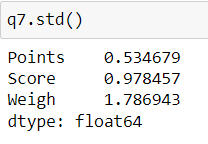 q7.std()
Points    0.534679
Score     0.978457
Weigh     1.786943
dtype: float64